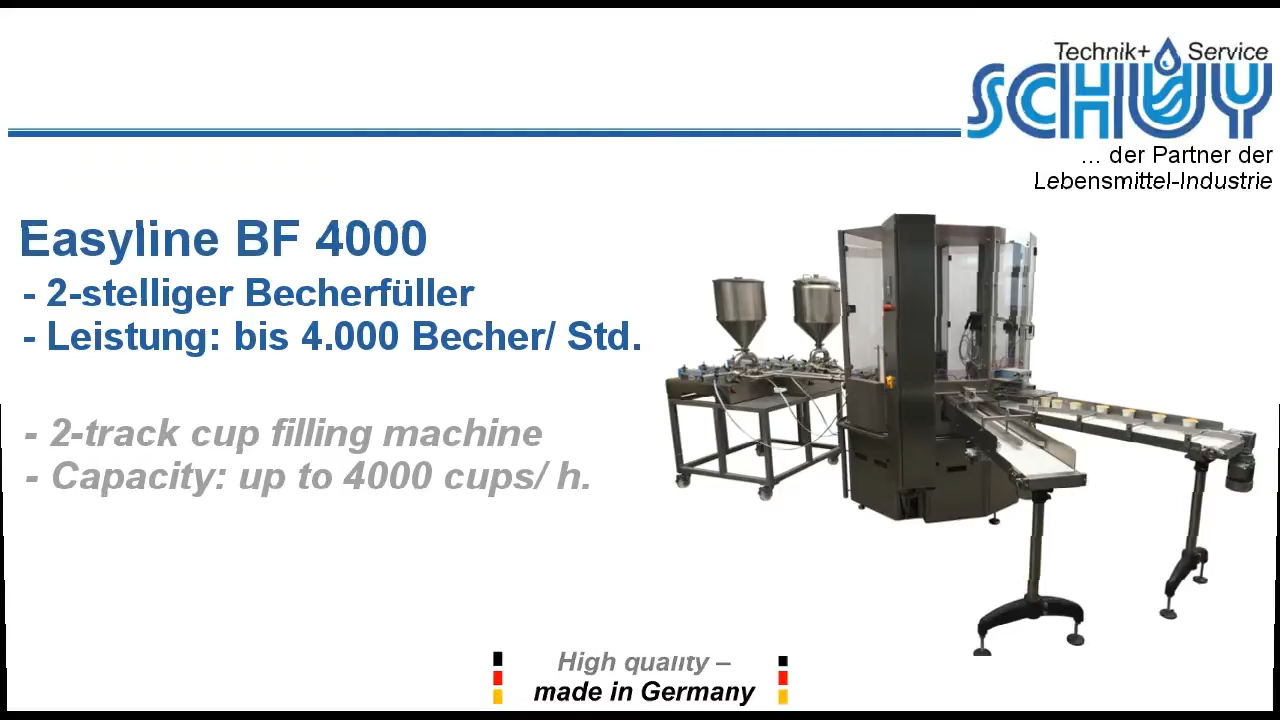 Technik+ Service
SCHUY
... der Partner der
Lebensmittel-Industrie
Easyline BF 4000
- 2-stelliger Becherfüller
- Leistung: bis 4.000 Becher/ Std.
- 2-track cup filling machine
- Capacity: up to 4000 cups/ h.
High quality –
made in Germany